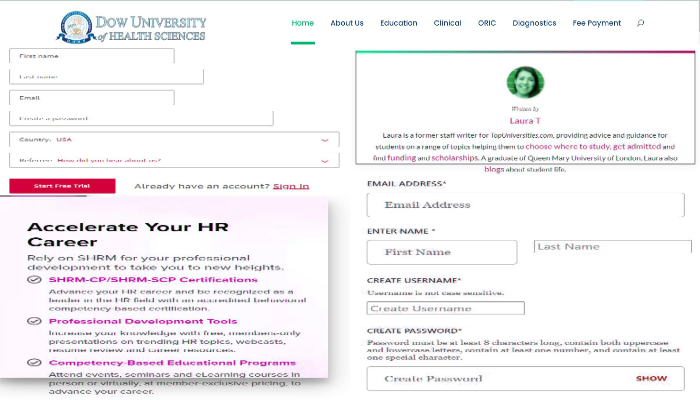 DOW UNIVERSITY
of HEALTH SCIENCES
Home About Us Education Clinical ORIC Diagnostics Fee Payment
First name
Last name
Email
Create a password
Country: USA
Referrer: How did you hear about us?
Start Free Trial Already have an account? Sign In
Accelerate Your HR
Career
Rely on SHRM for your professional
development to take you to new heights.
SHRM-CP/SHRM-SCP Certifications
Advance your HR career and be recognized as a
leader in the HR field with an accredited behavioral
competency-based certification.
Professional Development Tools
Increase your knowledge with free, members-only
presentations on trending HR topics, webcasts,
resume review and career resources.
Competency-Based Educational Programs
Attend events, seminars and eLearning courses in
person or virtually, at member-exclusive pricing, to
advance your career.
Written by
Laura T
Laura is a former staff writer for TopUniversities.com, providing advice and guidance for
students on a range of topics helping them to choose where to study, get admitted and
find funding and scholarships. A graduate of Queen Mary University of London, Laura also
blogs about student life.
EMAIL ADDRESS*
Email Address
ENTER NAME *
First Name Last Name
CREATE USERNAME*
Username is not case sensitive.
Create Username
CREATE PASSWORD*
Password must be at least 8 characters long, contain both uppercase
and lowercase letters, contain at least one number, and contain at least
one special character.
Create Password SHOW